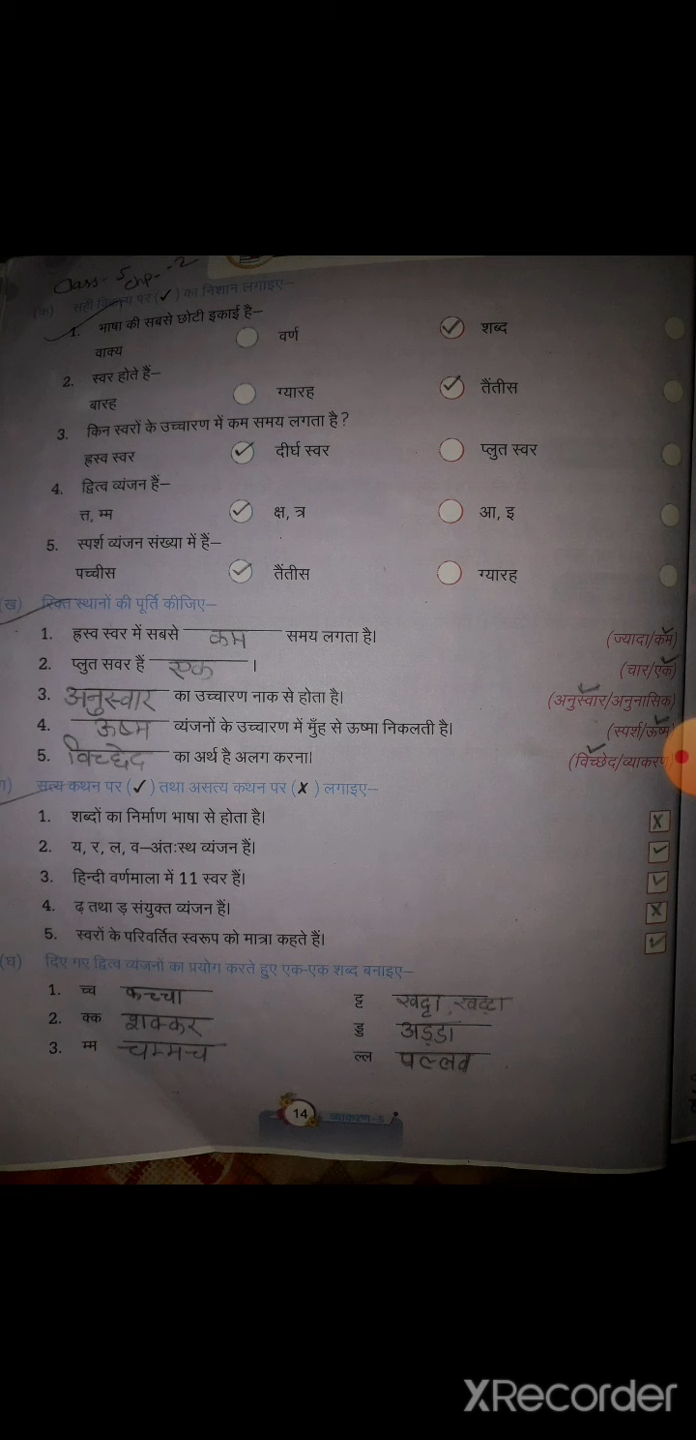 Class- 5 Chp--2
(क) सही विकल्प पर (✓) का निशान लगाइए—
1. भाषा की सबसे छोटी इकाई है—
वाक्य वर्ण शब्द
2. स्वर होते हैं—
बारह ग्यारह तैंतीस
3. किन स्वरों के उच्चारण में कम समय लगता है?
ह्रस्व स्वर दीर्घ स्वर प्लुत स्वर
4. द्वित्व व्यंजन हैं—
त्त, म्म क्ष, त्र आ, इ
5. स्पर्श व्यंजन संख्या में हैं—
पच्चीस तैंतीस ग्यारह
(ख) रिक्त स्थानों की पूर्ति कीजिए—
1. ह्रस्व स्वर में सबसे कम समय लगता है। (ज्यादा/कम)
2. प्लुत सवर हैं एक । (चार/एक)
3. अनुस्वार का उच्चारण नाक से होता है। (अनुस्वार/अनुनासिक)
4. ऊष्म व्यंजनों के उच्चारण में मुँह से ऊष्मा निकलती है। (स्पर्श/ऊष्म)
5. विच्छेद का अर्थ है अलग करना। (विच्छेद/व्याकरण)
ग) सत्य कथन पर (✓) तथा असत्य कथन पर (✗) लगाइए—
1. शब्दों का निर्माण भाषा से होता है। ✗
2. य, र, ल, व—अंतःस्थ व्यंजन हैं। ✓
3. हिन्दी वर्णमाला में 11 स्वर हैं। ✓
4. ढ़ तथा ड़ संयुक्त व्यंजन हैं। ✗
5. स्वरों के परिवर्तित स्वरूप को मात्रा कहते हैं। ✓
(घ) दिए गए द्वित्व व्यंजनों का प्रयोग करते हुए एक-एक शब्द बनाइए—
1. च्च कच्चा ट्ट खट्टा, खट्टा
2. क्क शक्कर ड्ड अड्डा
3. म्म चम्मच ल्ल पल्लव
14 व्याकरण-5
XRecorder